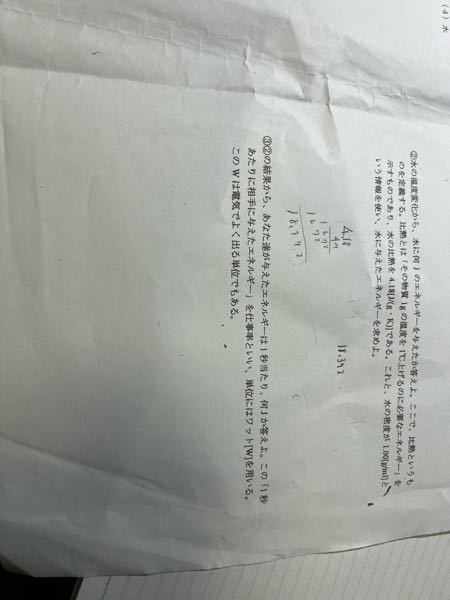 (4) 水
②水の温度変化から、水に何Jのエネルギーを与えたか答えよ。ここで、比熱というも
のを定義する。比熱とは「その物質1gの温度を1℃上げるのに必要なエネルギー」を
示すものであり、水の比熱を4.18[J/(g・K)]である。これと、水の密度が1.00[g/ml]と
いう情報を使い、水に与えたエネルギーを求めよ。
4.18
1672
1672
18.392
18.392
③②の結果から、あなた達が与えたエネルギーは1秒当たり、何Jか答えよ。この「1秒
あたりに相手に与えたエネルギー」を仕事率といい、単位にはワット[W]を用いる。
このWは電気でよく出る単位でもある。